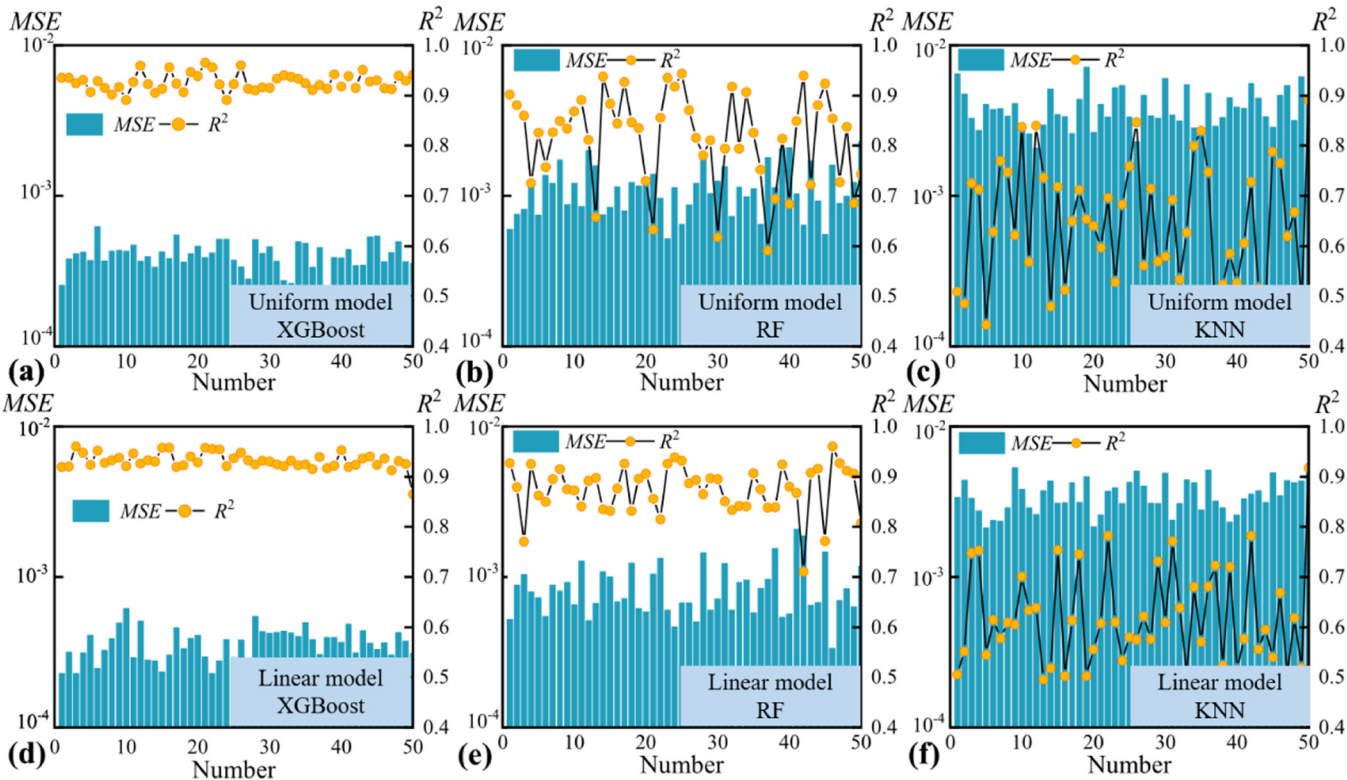 MSE R²
10⁻² 1.0
0.9
MSE R²
0.8
10⁻³ 0.7
0.6
Uniform model
XGBoost
0.5
10⁻⁴ 0.4
0 10 20 30 40 50
(a) Number
MSE R²
10⁻² 1.0
MSE R²
0.9
0.8
10⁻³ 0.7
0.6
Uniform model
RF
0.5
10⁻⁴ 0.4
0 10 20 30 40 50
(b) Number
MSE R²
10⁻² 1.0
MSE R²
0.9
0.8
10⁻³ 0.7
0.6
Uniform model
KNN
0.5
10⁻⁴ 0.4
0 10 20 30 40 50
(c) Number
MSE R²
10⁻² 1.0
0.9
MSE R²
0.8
10⁻³ 0.7
0.6
Linear model
XGBoost
0.5
10⁻⁴ 0.4
0 10 20 30 40 50
(d) Number
MSE R²
10⁻² 1.0
MSE R²
0.9
0.8
10⁻³ 0.7
0.6
Linear model
RF
0.5
10⁻⁴ 0.4
0 10 20 30 40 50
(e) Number
MSE R²
10⁻² 1.0
MSE R²
0.9
0.8
10⁻³ 0.7
0.6
Linear model
KNN
0.5
10⁻⁴ 0.4
0 10 20 30 40 50
(f) Number